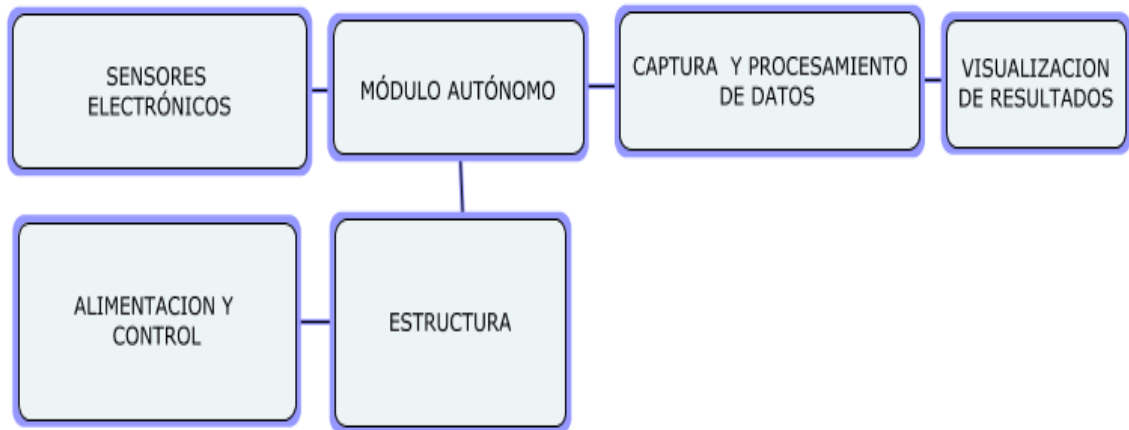 SENSORES
ELECTRÓNICOS
MÓDULO AUTÓNOMO
CAPTURA Y PROCESAMIENTO
DE DATOS
VISUALIZACION
DE RESULTADOS
ALIMENTACION Y
CONTROL
ESTRUCTURA